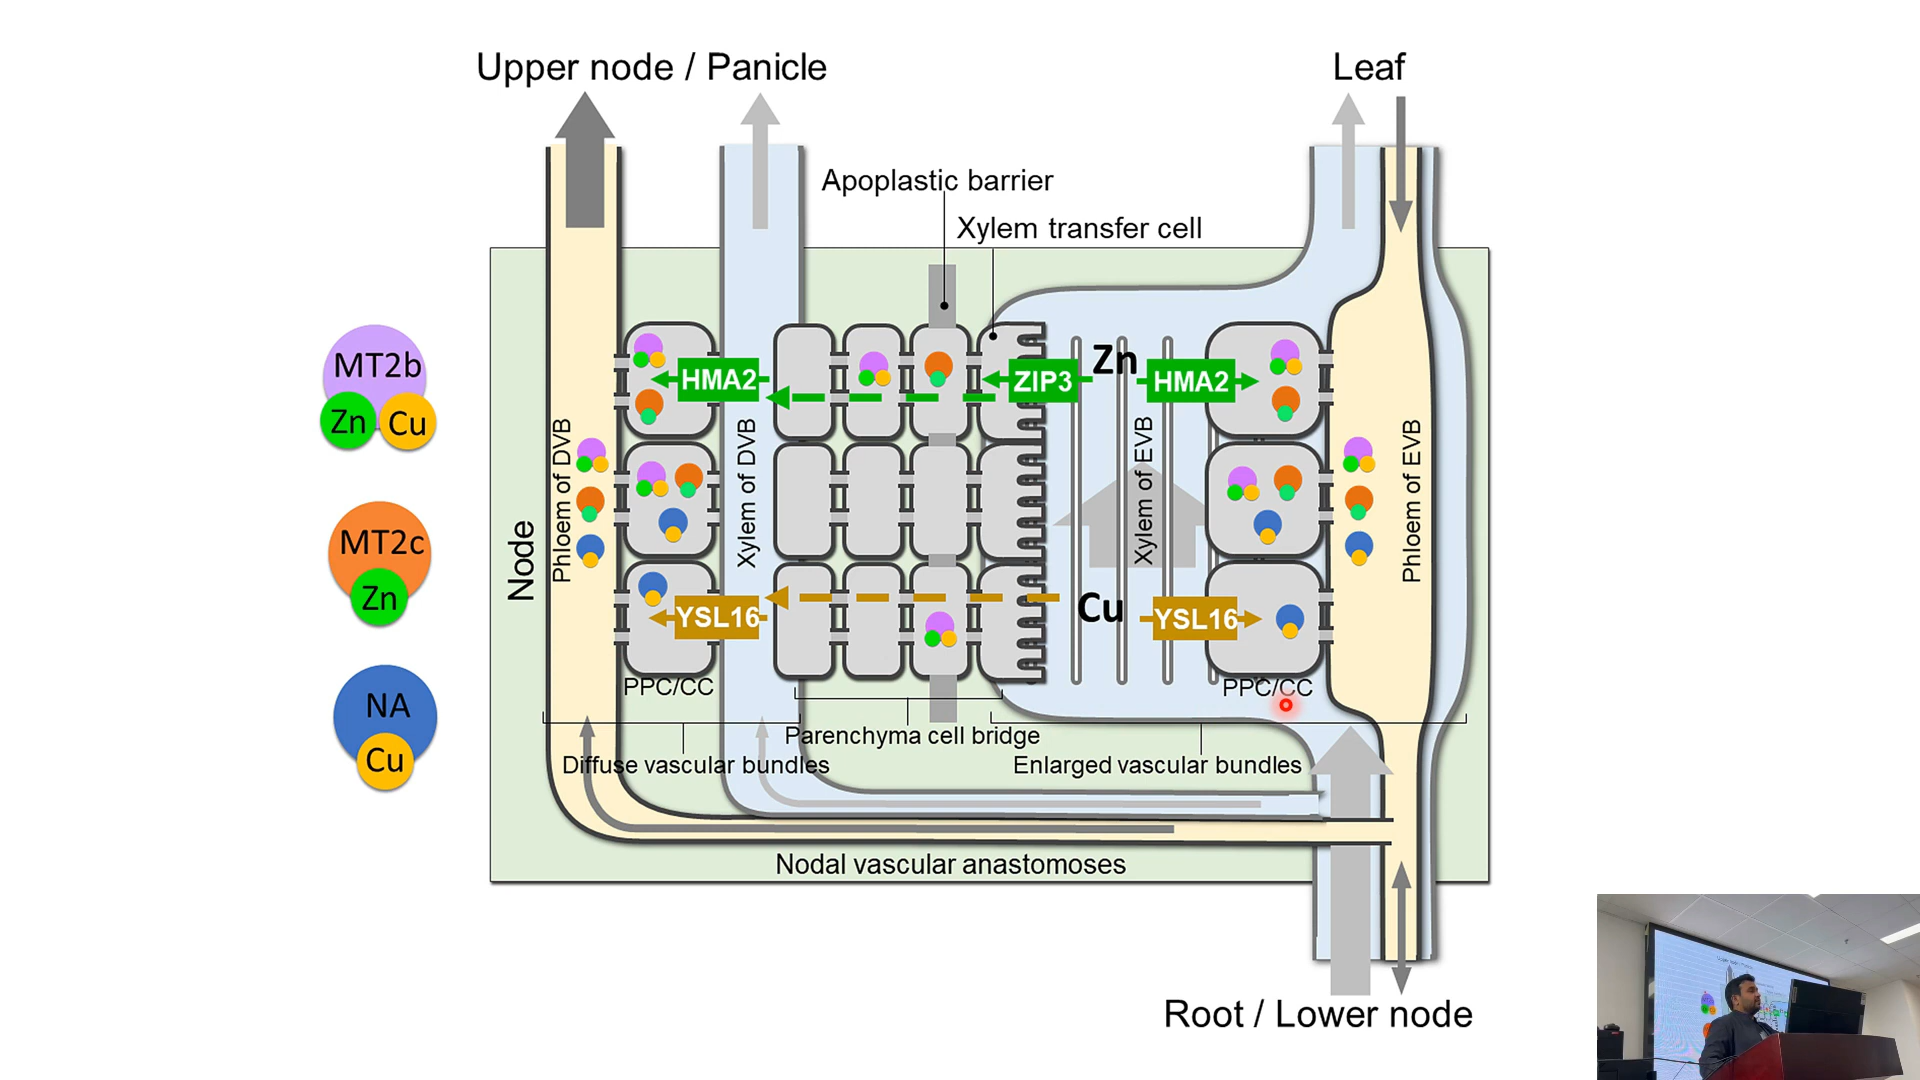 Upper node / Panicle
Leaf
Apoplastic barrier
Xylem transfer cell
MT2b
Zn
Cu
MT2c
Zn
NA
Cu
Node
Phloem of DVB
HMA2
Xylem of DVB
ZIP3
Zn
HMA2
Xylem of EVB
Phloem of EVB
YSL16
Cu
YSL16
PPC/CC
PPC/CC
Parenchyma cell bridge
Diffuse vascular bundles
Enlarged vascular bundles
Nodal vascular anastomoses
Root / Lower node